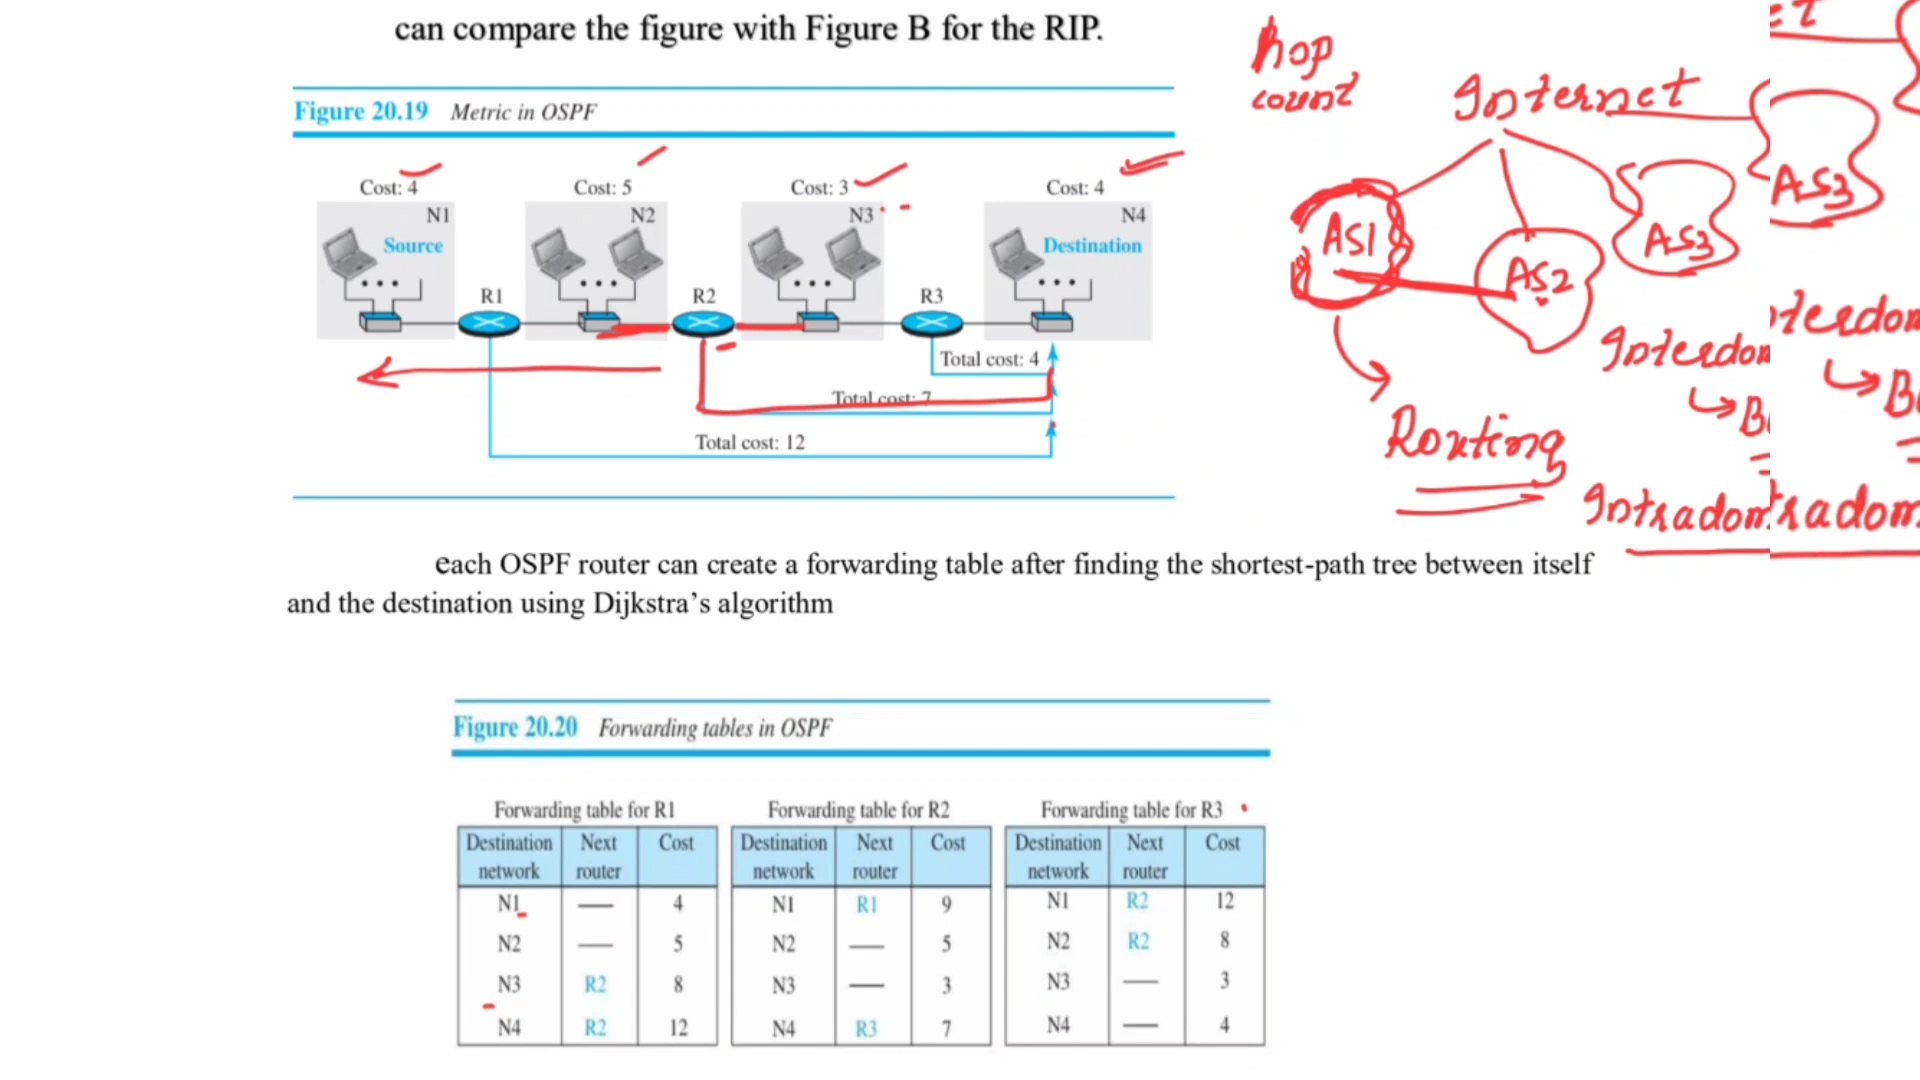 can compare the figure with Figure B for the RIP.
hop
count
Internet
Figure 20.19 Metric in OSPF
Cost: 4 Cost: 5 Cost: 3 Cost: 4
N1 N2 N3 N4
Source Destination
R1 R2 R3
AS1 AS2 AS3 AS3
Total cost: 4
Total cost: 7
Total cost: 12
Routing
each OSPF router can create a forwarding table after finding the shortest-path tree between itself
and the destination using Dijkstra's algorithm
Figure 20.20 Forwarding tables in OSPF
Forwarding table for R1
Destination network Next router Cost
N1 — 4
N2 — 5
N3 R2 8
N4 R2 12
Forwarding table for R2
Destination network Next router Cost
N1 R1 9
N2 — 5
N3 — 3
N4 R3 7
Forwarding table for R3
Destination network Next router Cost
N1 R2 12
N2 R2 8
N3 — 3
N4 — 4